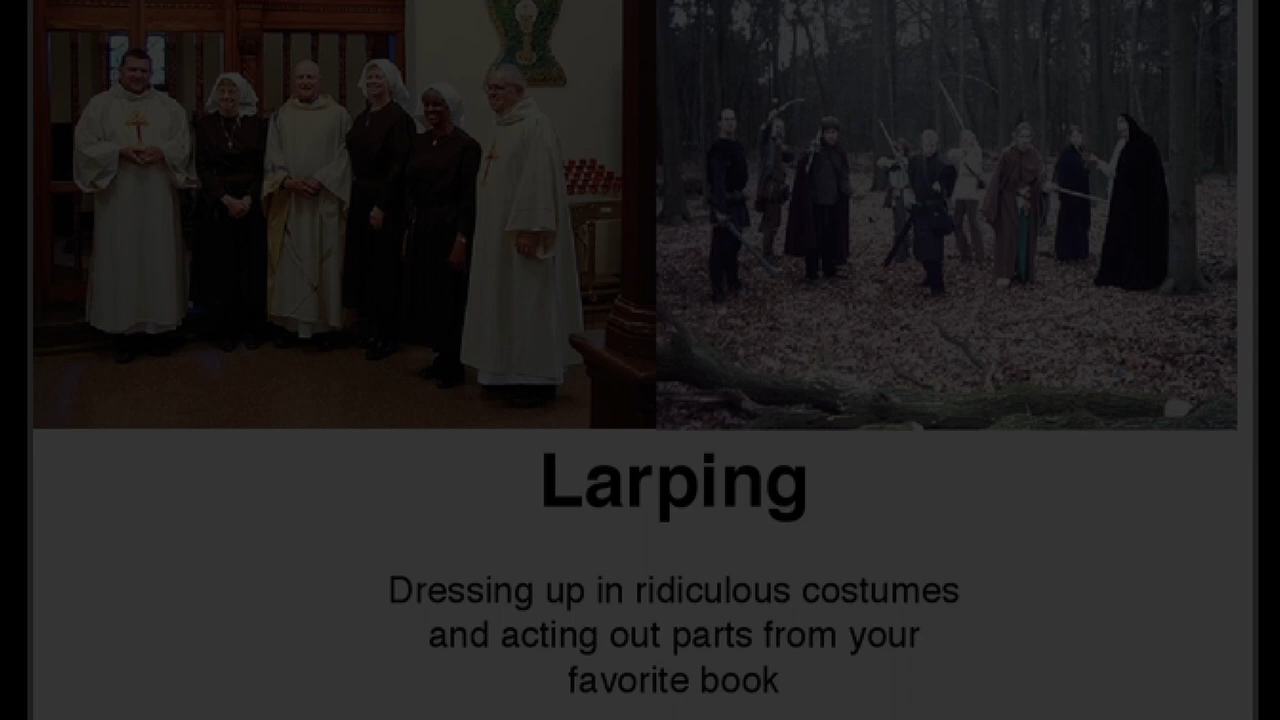 Larping
Dressing up in ridiculous costumes
and acting out parts from your
favorite book